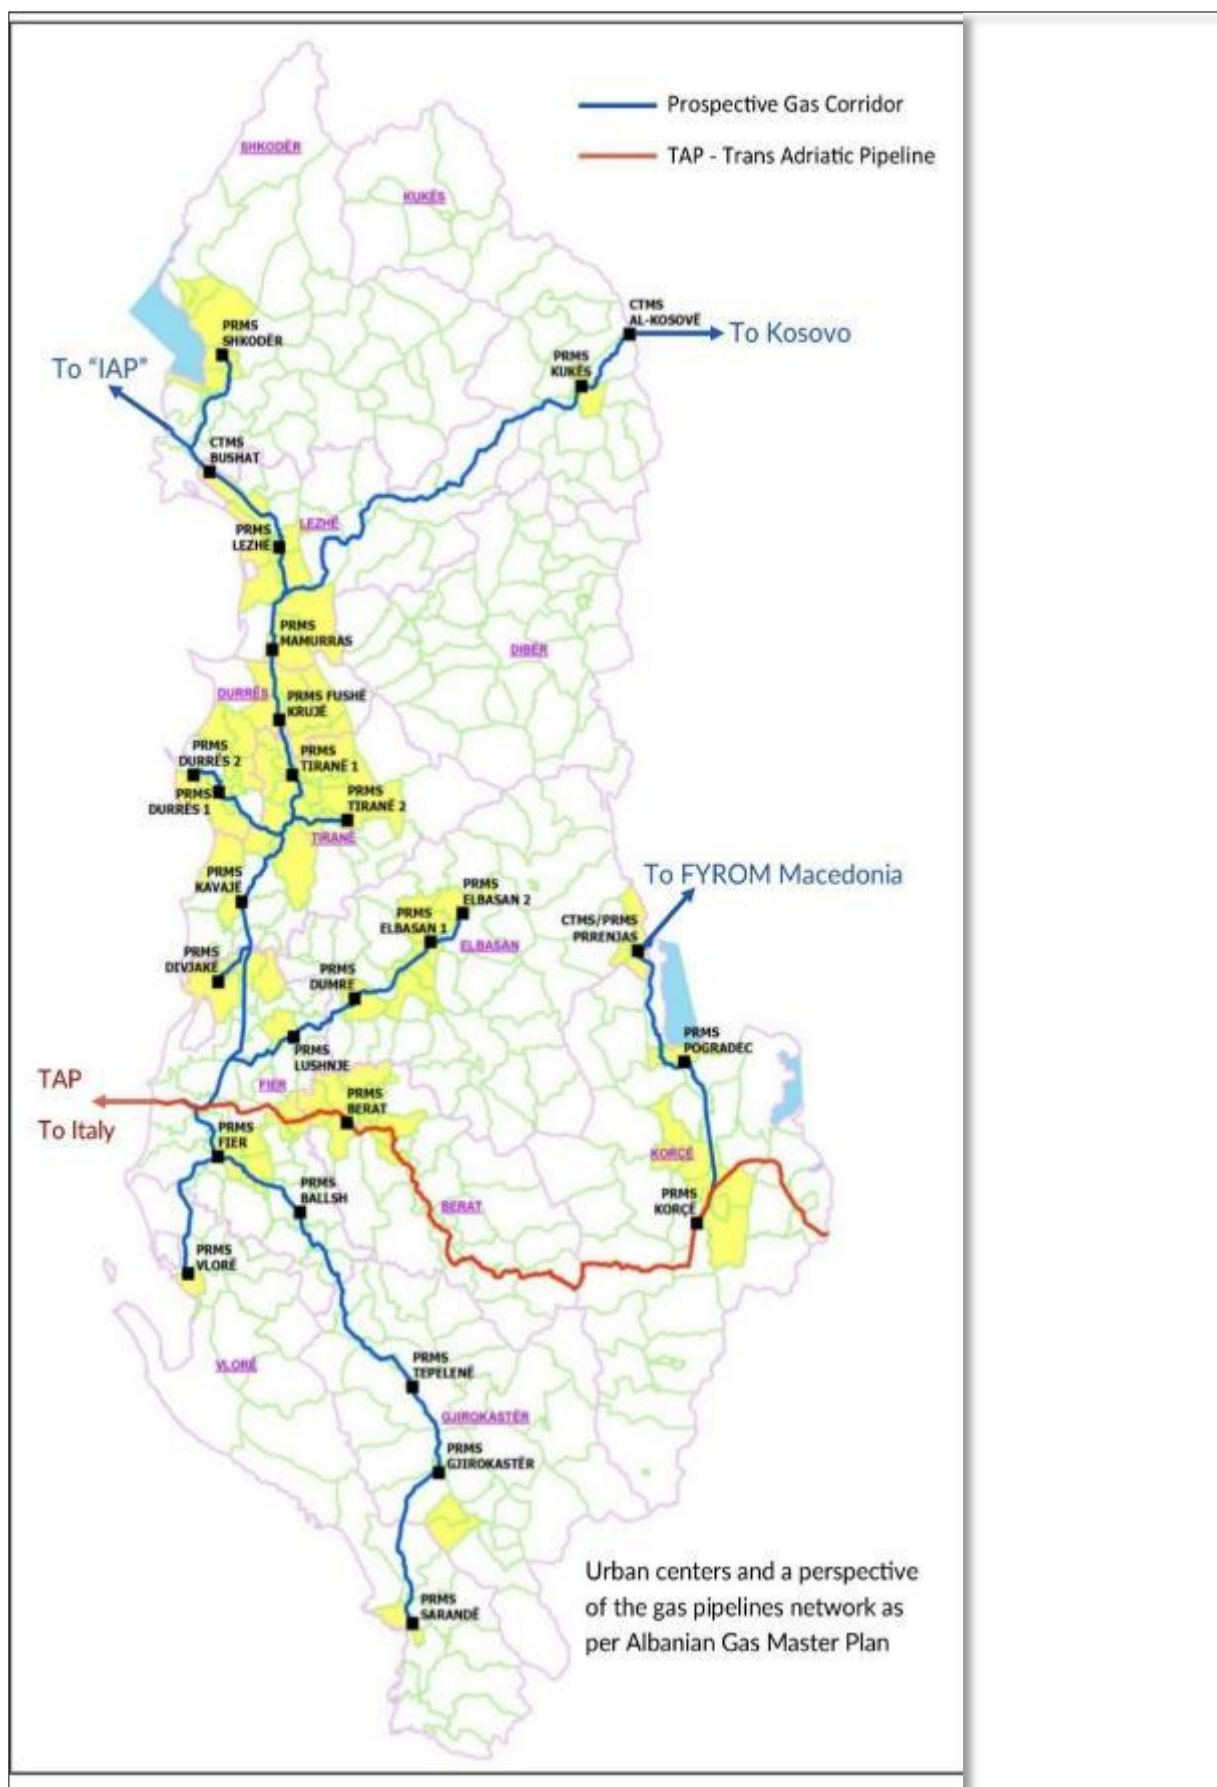 Prospective Gas Corridor
TAP - Trans Adriatic Pipeline
SHKODËR
KUKËS
CTMS
AL-KOSOVË
To Kosovo
PRMS
SHKODËR
PRMS
KUKËS
To “IAP”
CTMS
BUSHAT
LEZHË
PRMS
LEZHË
PRMS
MAMURRAS
DIBËR
DURRËS
PRMS FUSHË
KRUJË
PRMS
DURRËS 2
PRMS
TIRANË 1
PRMS
DURRËS 1
PRMS
TIRANË 2
TIRANË
To FYROM Macedonia
PRMS
KAVAJË
PRMS
ELBASAN 2
PRMS
ELBASAN 1
CTMS/PRMS
PRRENJAS
ELBASAN
PRMS
DIVJAKË
PRMS
DUMRE
PRMS
LUSHNJE
PRMS
POGRADEC
TAP
To Italy
FIER
PRMS
BERAT
PRMS
FIER
KORÇË
PRMS
BALLSH
PRMS
KORÇË
BERAT
PRMS
VLORË
VLORË
PRMS
TEPELENË
GJIROKASTËR
PRMS
GJIROKASTËR
PRMS
SARANDË
Urban centers and a perspective
of the gas pipelines network as
per Albanian Gas Master Plan